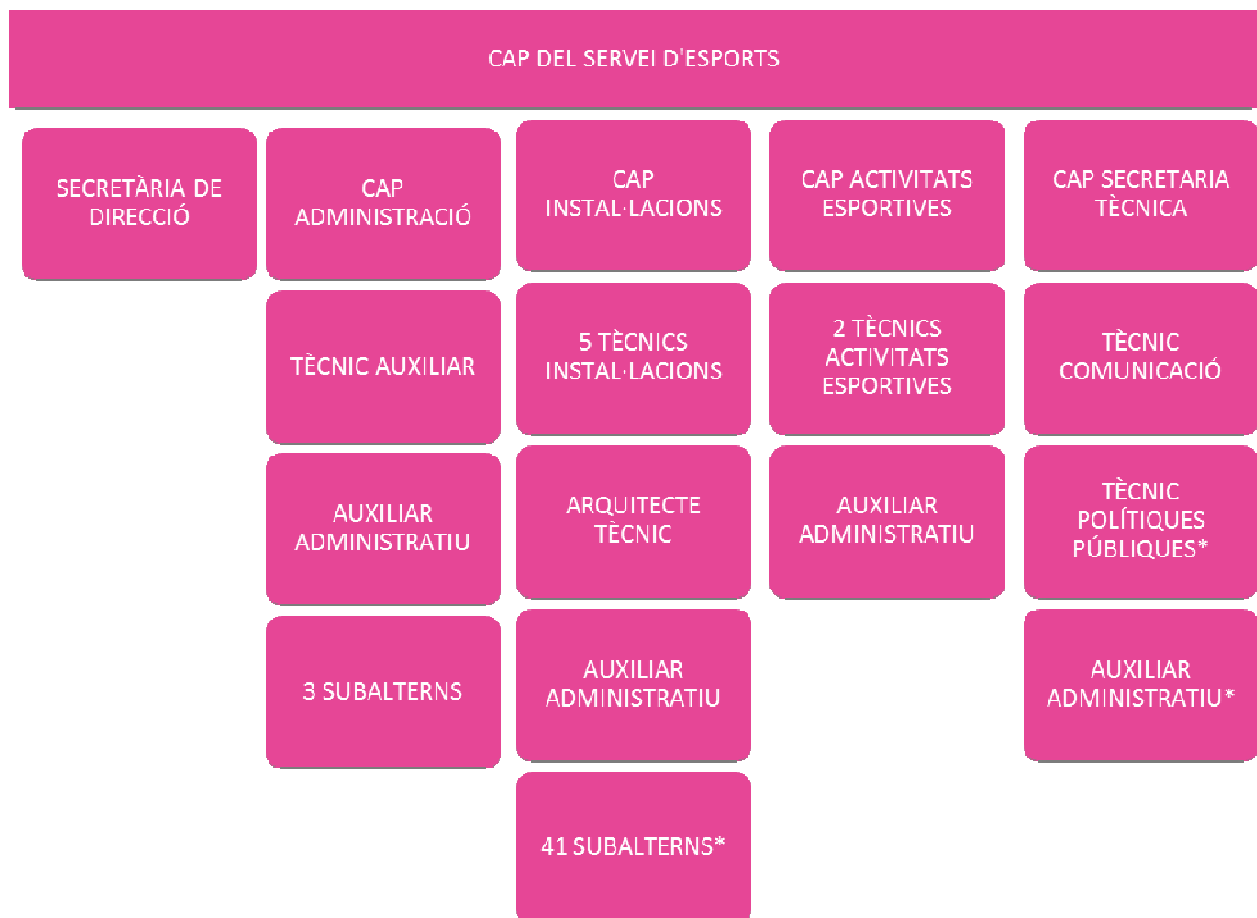 CAP DEL SERVEI D'ESPORTS
SECRETÀRIA DE
DIRECCIÓ
CAP
ADMINISTRACIÓ
CAP
INSTAL·LACIONS
CAP ACTIVITATS
ESPORTIVES
CAP SECRETARIA
TÈCNICA
TÈCNIC AUXILIAR
5 TÈCNICS
INSTAL·LACIONS
2 TÈCNICS
ACTIVITATS
ESPORTIVES
TÈCNIC
COMUNICACIÓ
AUXILIAR
ADMINISTRATIU
ARQUITECTE
TÈCNIC
AUXILIAR
ADMINISTRATIU
TÈCNIC
POLÍTIQUES
PÚBLIQUES*
3 SUBALTERNS
AUXILIAR
ADMINISTRATIU
AUXILIAR
ADMINISTRATIU*
41 SUBALTERNS*